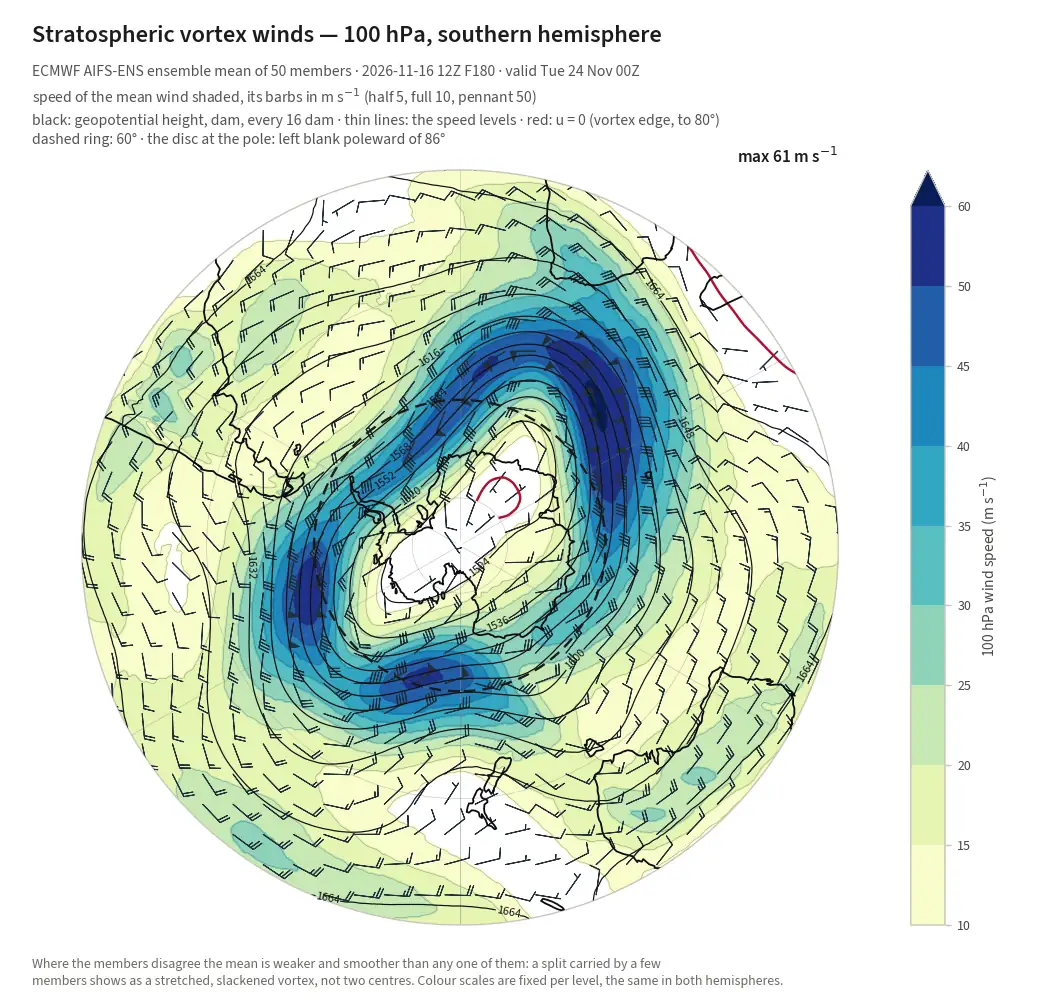 Stratospheric vortex winds — 100 hPa, southern hemisphere
ECMWF AIFS-ENS ensemble mean of 50 members · 2026-11-16 12Z F180 · valid Tue 24 Nov 00Z
speed of the mean wind shaded, its barbs in m s⁻¹ (half 5, full 10, pennant 50)
black: geopotential height, dam, every 16 dam · thin lines: the speed levels · red: u = 0 (vortex edge, to 80°)
dashed ring: 60° · the disc at the pole: left blank poleward of 86°
max 61 m s⁻¹
60
50
45
40
35
30
25
20
15
10
100 hPa wind speed (m s⁻¹)
1664
1664
1616
1648
1568
1552
1520
1632
1504
1536
1600
1664
1664
1664
Where the members disagree the mean is weaker and smoother than any one of them: a split carried by a few
members shows as a stretched, slackened vortex, not two centres. Colour scales are fixed per level, the same in both hemispheres.